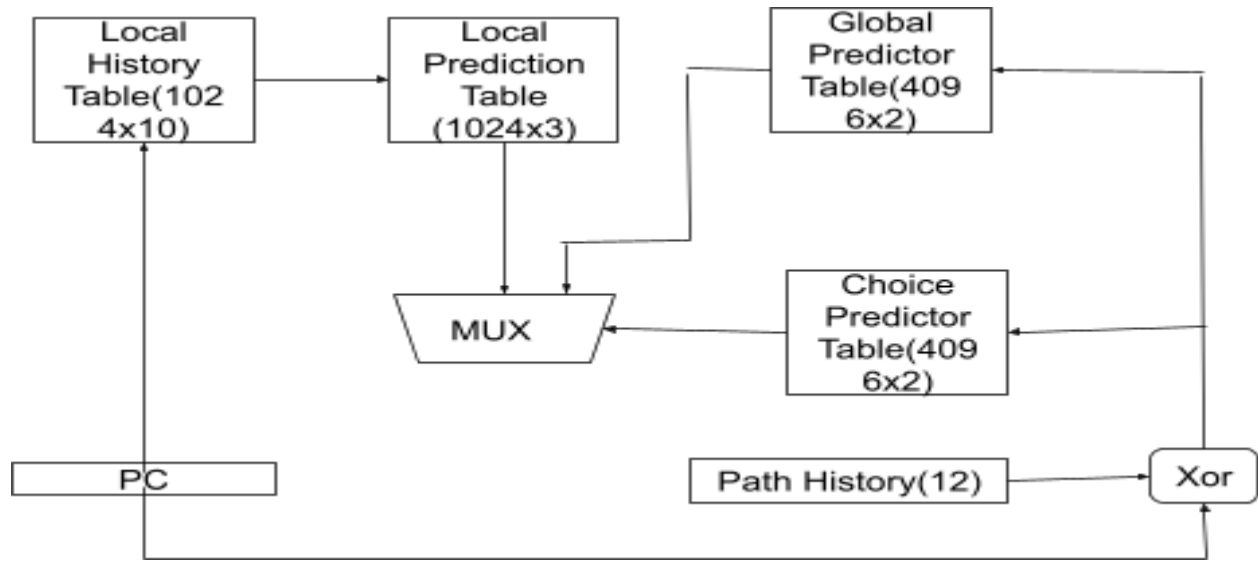 Local
History
Table(102
4x10)
Local
Prediction
Table
(1024x3)
Global
Predictor
Table(409
6x2)
MUX
Choice
Predictor
Table(409
6x2)
PC
Path History(12)
Xor